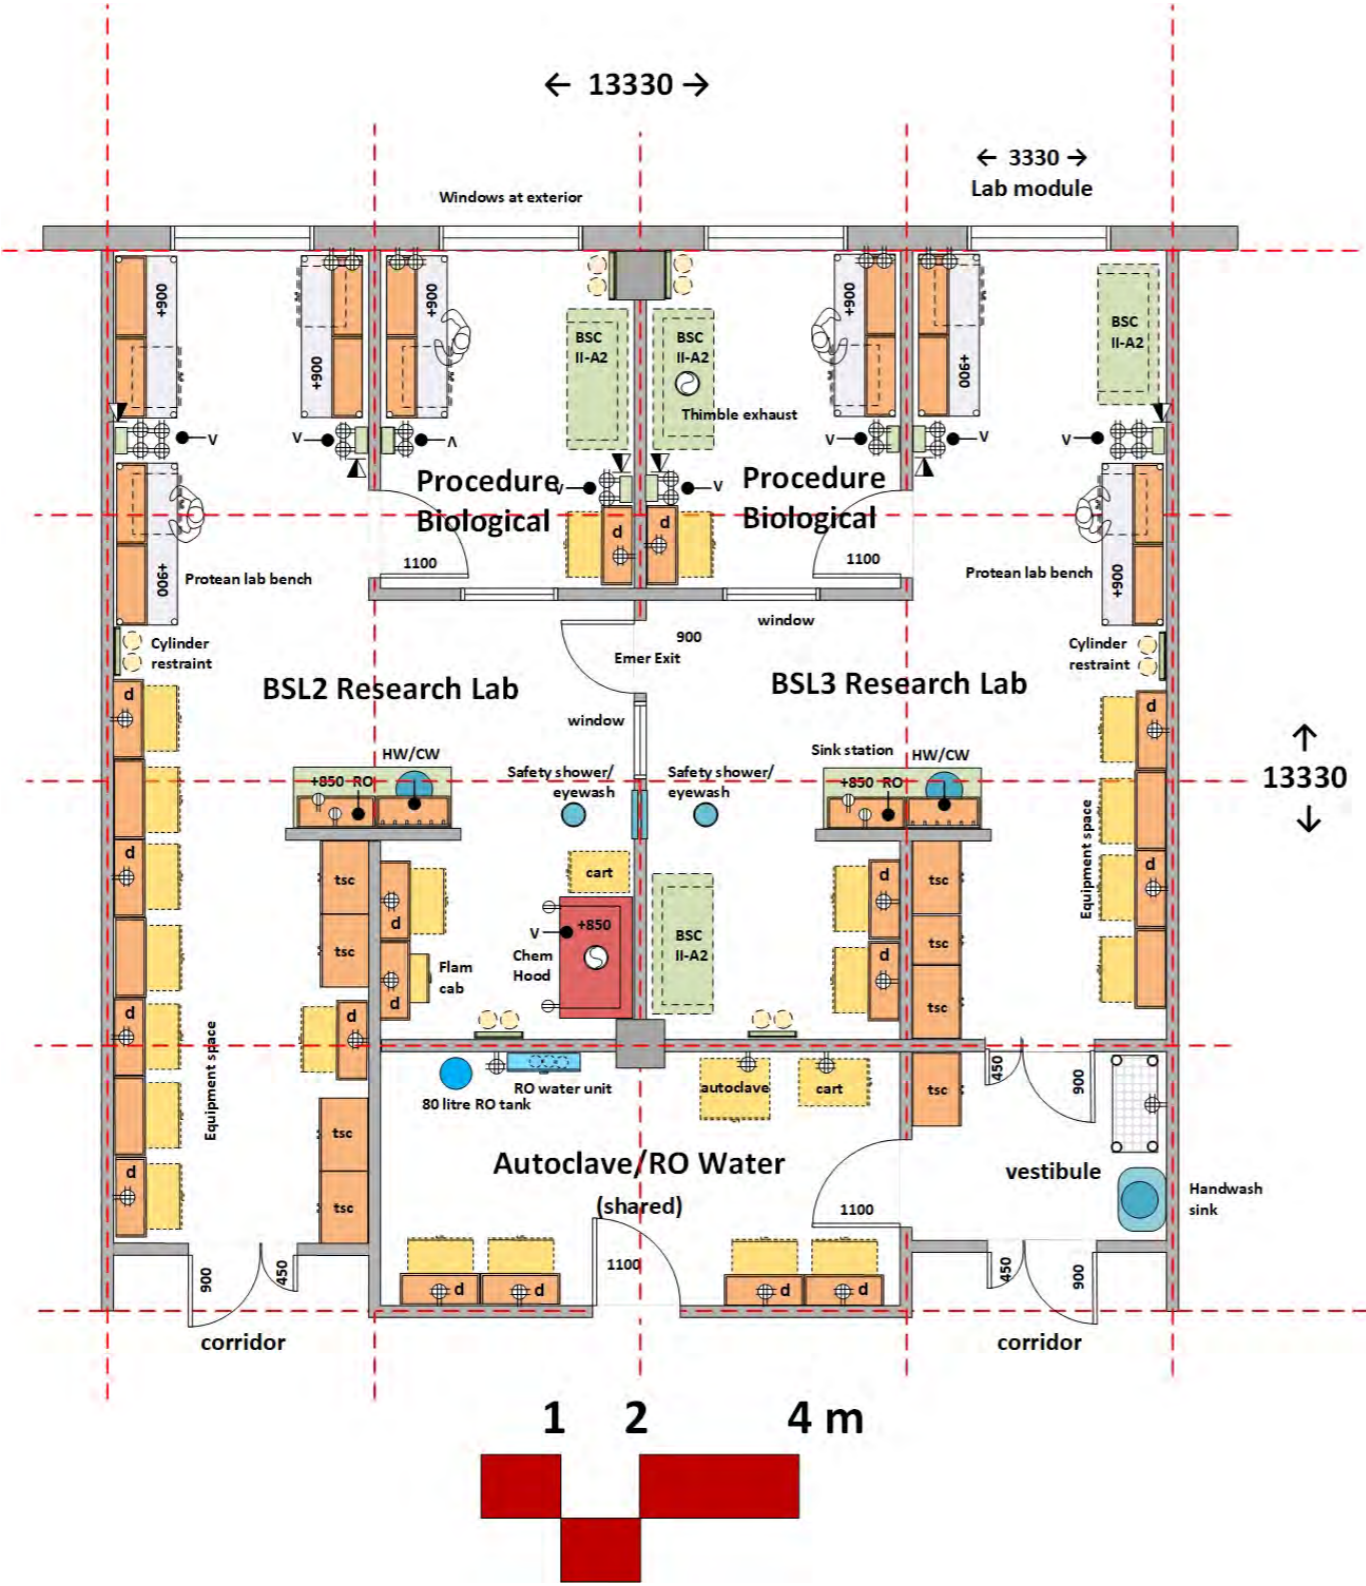 ← 13330 →
← 3330 →
Lab module
Windows at exterior
+900
+900
+900
+900
+900
BSC
II-A2
BSC
II-A2
BSC
II-A2
Thimble exhaust
V
V
V
V
V
V
V
V
Procedure
Biological
Procedure
Biological
d
d
1100
1100
+900
+900
Protean lab bench
Protean lab bench
window
900
Emer Exit
Cylinder
restraint
Cylinder
restraint
BSL2 Research Lab
BSL3 Research Lab
d
d
window
Sink station
HW/CW
HW/CW
+850 RO
+850 RO
Safety shower/
eyewash
Safety shower/
eyewash
↑
13330
↓
Equipment space
d
d
tsc
tsc
cart
d
d
tsc
tsc
d
d
tsc
V
+850
Chem
Hood
BSC
II-A2
Flam
cab
d
d
Equipment space
RO water unit
80 litre RO tank
autoclave
cart
tsc
450
900
tsc
tsc
d
Autoclave/RO Water
(shared)
vestibule
1100
Handwash
sink
900
450
1100
d
d
d
d
450
900
corridor
corridor
1 2 4 m